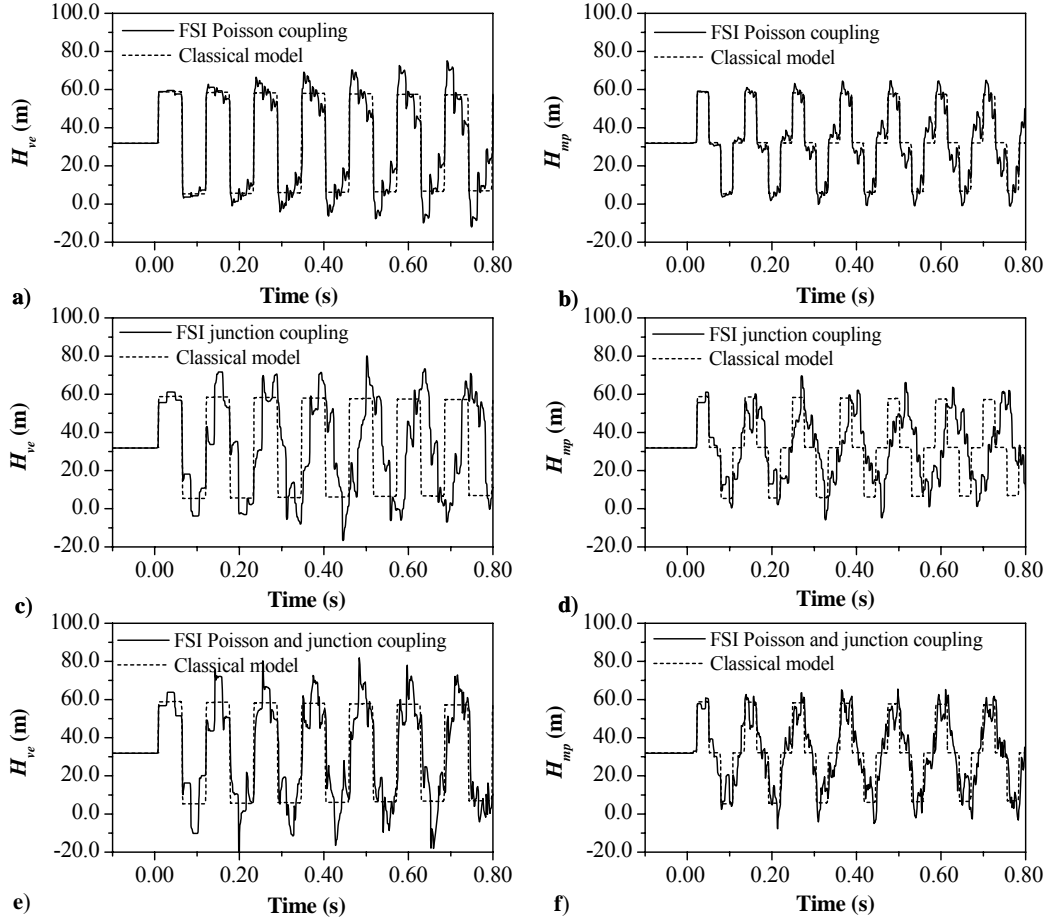 100.0
80.0
60.0
40.0
20.0
0.0
-20.0
H_ve (m)
FSI Poisson coupling
Classical model
0.00 0.20 0.40 0.60 0.80
Time (s)
a)
100.0
80.0
60.0
40.0
20.0
0.0
-20.0
H_mp (m)
FSI Poisson coupling
Classical model
0.00 0.20 0.40 0.60 0.80
Time (s)
b)
100.0
80.0
60.0
40.0
20.0
0.0
-20.0
H_ve (m)
FSI junction coupling
Classical model
0.00 0.20 0.40 0.60 0.80
Time (s)
c)
100.0
80.0
60.0
40.0
20.0
0.0
-20.0
H_mp (m)
FSI junction coupling
Classical model
0.00 0.20 0.40 0.60 0.80
Time (s)
d)
100.0
80.0
60.0
40.0
20.0
0.0
-20.0
H_ve (m)
FSI Poisson and junction coupling
Classical model
0.00 0.20 0.40 0.60 0.80
Time (s)
e)
100.0
80.0
60.0
40.0
20.0
0.0
-20.0
H_mp (m)
FSI Poisson and junction coupling
Classical model
0.00 0.20 0.40 0.60 0.80
Time (s)
f)